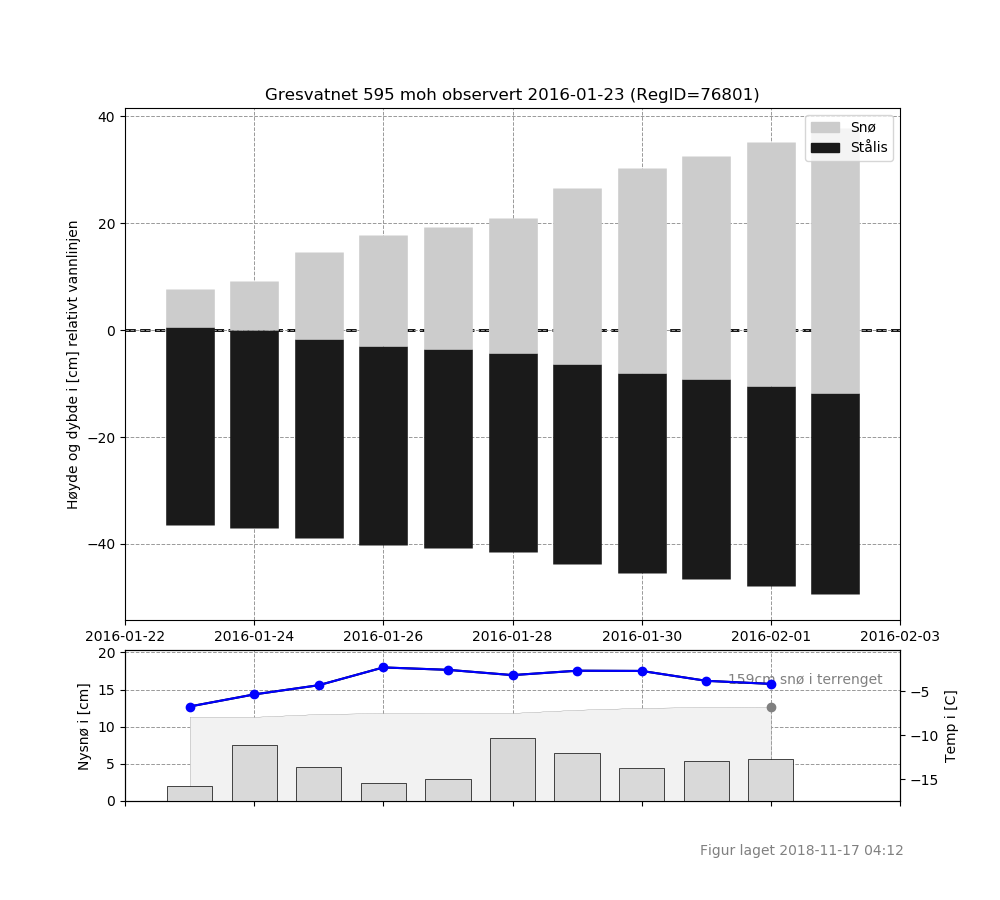 Gresvatnet 595 moh observert 2016-01-23 (RegID=76801)
Snø
Stålis
Høyde og dybde i [cm] relativt vannlinjen
40
20
0
−20
−40
2016-01-22 2016-01-24 2016-01-26 2016-01-28 2016-01-30 2016-02-01 2016-02-03
Nysnø i [cm]
20
15
10
5
0
159cm snø i terrenget
−5
−10
−15
Temp i [C]
Figur laget 2018-11-17 04:12